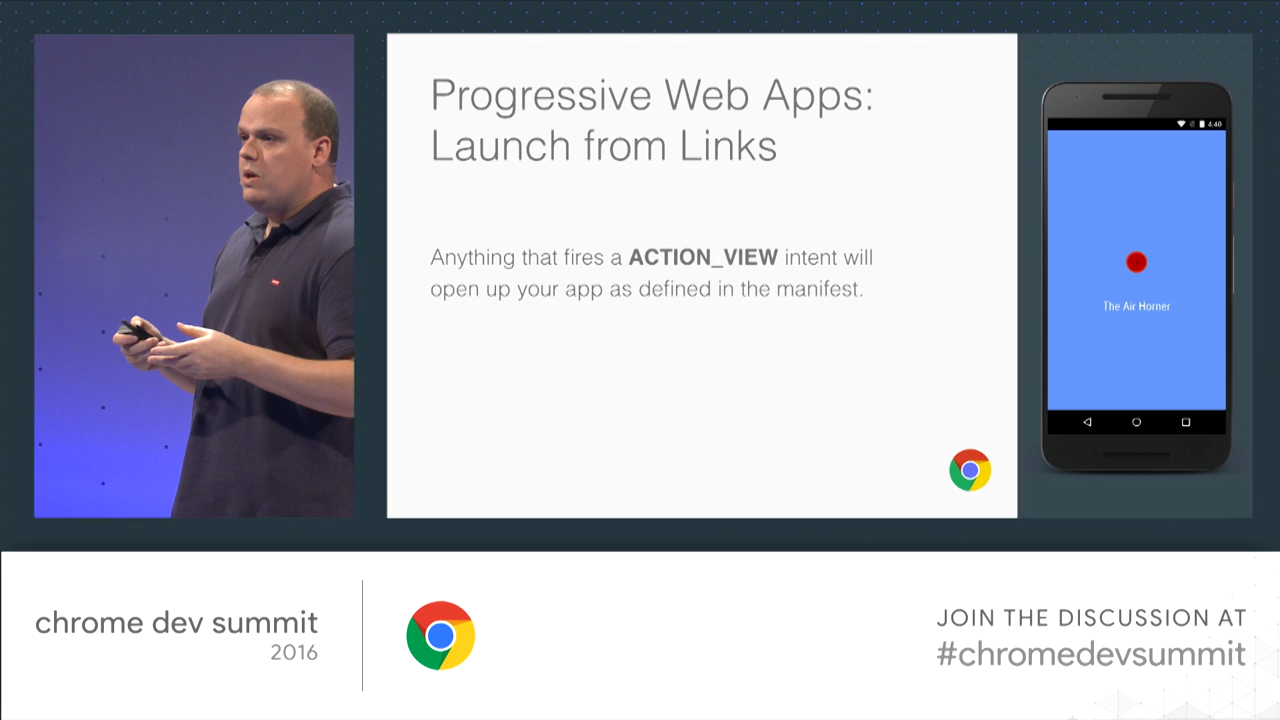 Progressive Web Apps:
Launch from Links
Anything that fires a ACTION_VIEW intent will
open up your app as defined in the manifest.
4:40
The Air Horner
chrome dev summit
2016
JOIN THE DISCUSSION AT
#chromedevsummit